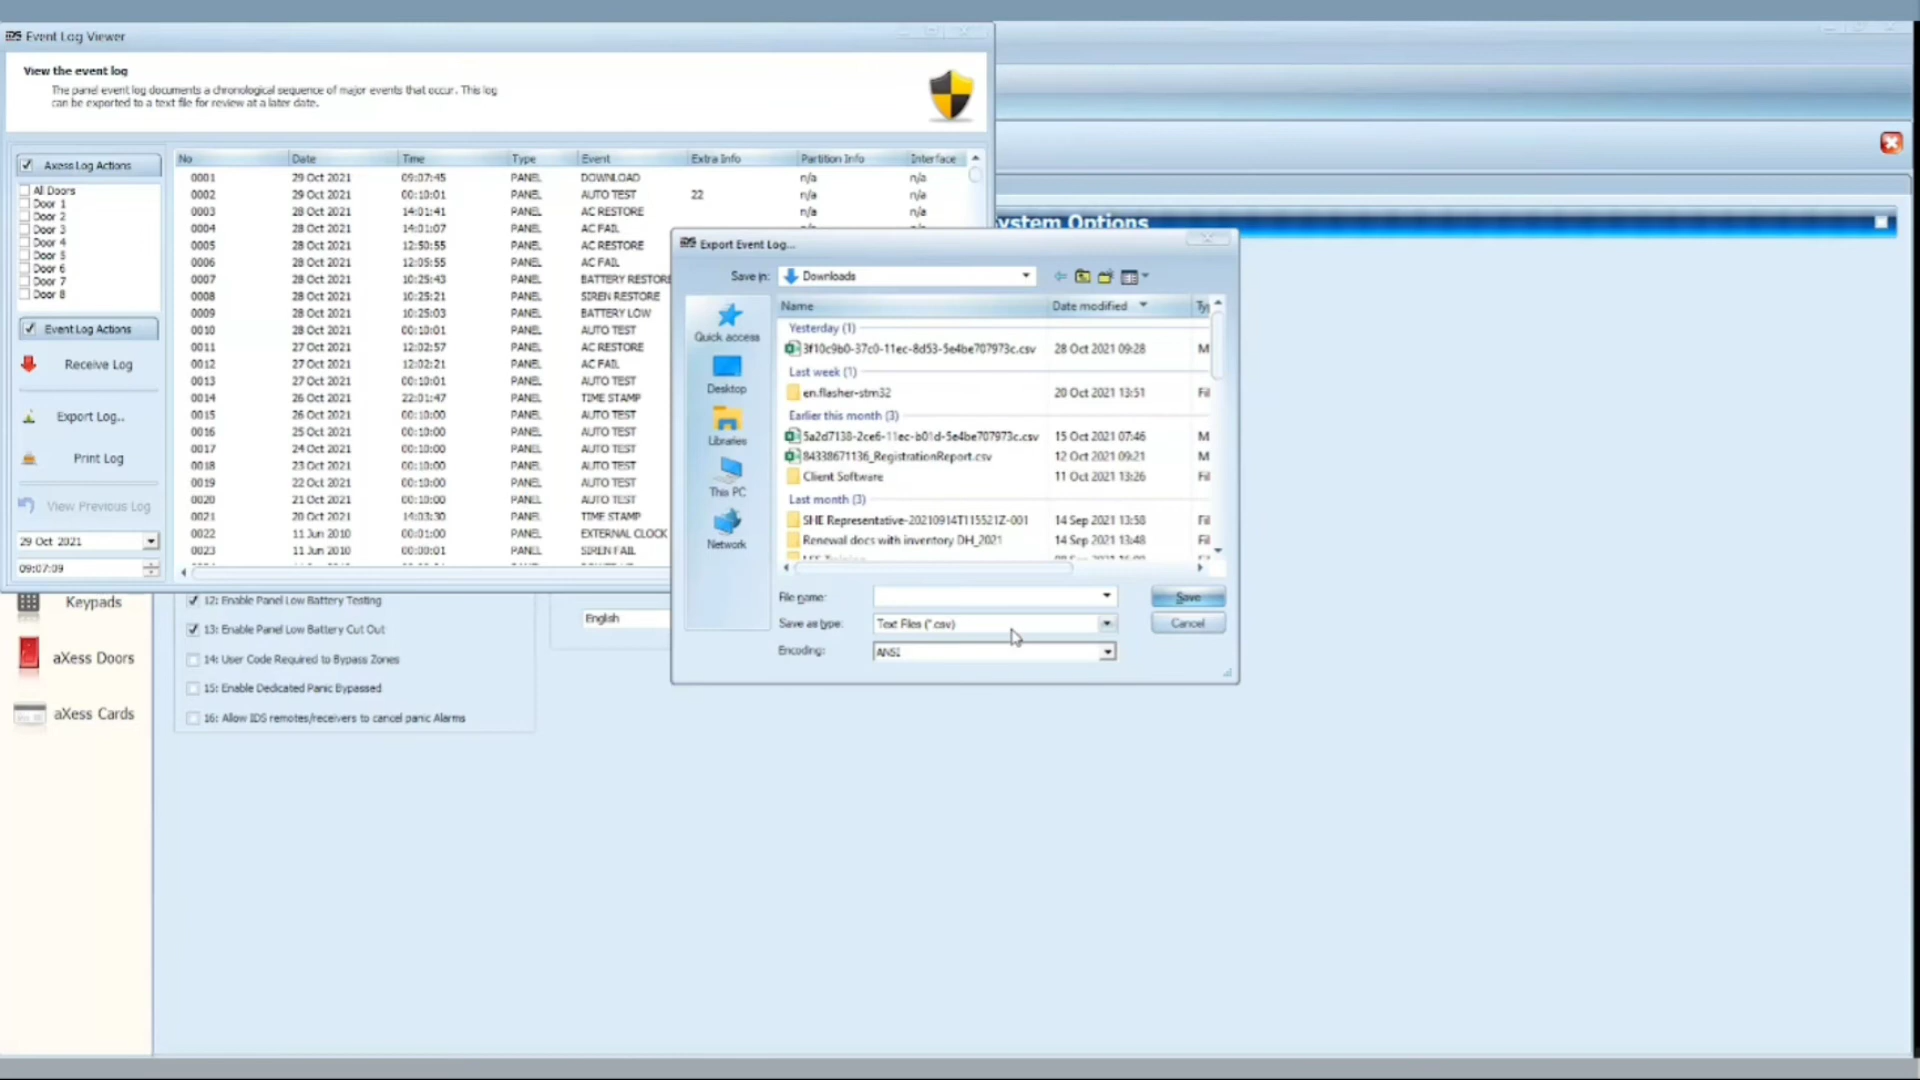 IDS Event Log Viewer
View the event log
The panel event log documents a chronological sequence of major events that occur. This log
can be exported to a text file for review at a later date.
Axess Log Actions
All Doors
Door 1
Door 2
Door 3
Door 4
Door 5
Door 6
Door 7
Door 8
Event Log Actions
Receive Log
Export Log..
Print Log
View Previous Log
29 Oct 2021
09:07:09
No Date Time Type Event Extra Info Partition Info Interface
0001 29 Oct 2021 09:07:45 PANEL DOWNLOAD n/a n/a
0002 29 Oct 2021 00:10:01 PANEL AUTO TEST 22 n/a n/a
0003 28 Oct 2021 14:01:41 PANEL AC RESTORE n/a n/a
0004 28 Oct 2021 14:01:07 PANEL AC FAIL
0005 28 Oct 2021 12:50:55 PANEL AC RESTORE
0006 28 Oct 2021 12:05:55 PANEL AC FAIL
0007 28 Oct 2021 10:25:43 PANEL BATTERY RESTORE
0008 28 Oct 2021 10:25:21 PANEL SIREN RESTORE
0009 28 Oct 2021 10:25:03 PANEL BATTERY LOW
0010 28 Oct 2021 00:10:01 PANEL AUTO TEST
0011 27 Oct 2021 12:02:57 PANEL AC RESTORE
0012 27 Oct 2021 12:02:21 PANEL AC FAIL
0013 27 Oct 2021 00:10:01 PANEL AUTO TEST
0014 26 Oct 2021 22:01:47 PANEL TIME STAMP
0015 26 Oct 2021 00:10:00 PANEL AUTO TEST
0016 25 Oct 2021 00:10:00 PANEL AUTO TEST
0017 24 Oct 2021 00:10:00 PANEL AUTO TEST
0018 23 Oct 2021 00:10:00 PANEL AUTO TEST
0019 22 Oct 2021 00:10:00 PANEL AUTO TEST
0020 21 Oct 2021 00:10:00 PANEL AUTO TEST
0021 20 Oct 2021 14:03:30 PANEL TIME STAMP
0022 11 Jun 2010 00:01:00 PANEL EXTERNAL CLOCK
0023 11 Jun 2010 00:00:01 PANEL SIREN FAIL
System Options
IDS Export Event Log...
Save in: Downloads
Quick access
Desktop
Libraries
This PC
Network
Name Date modified Ty
Yesterday (1)
3f10c9b0-37c0-11ec-8d53-5e4be707973c.csv 28 Oct 2021 09:28 M
Last week (1)
en.flasher-stm32 20 Oct 2021 13:51 Fil
Earlier this month (3)
5a2d7138-2ce6-11ec-b01d-5e4be707973c.csv 15 Oct 2021 07:46 M
84338671136_RegistrationReport.csv 12 Oct 2021 09:21 M
Client Software 11 Oct 2021 13:26 Fil
Last month (3)
SHE Representative-20210914T115521Z-001 14 Sep 2021 13:58 Fil
Renewal docs with inventory DH_2021 14 Sep 2021 13:48 Fil
File name: Save
Save as type: Text Files (*.csv) Cancel
Encoding: ANSI
Keypads
aXess Doors
aXess Cards
12: Enable Panel Low Battery Testing
13: Enable Panel Low Battery Cut Out
14: User Code Required to Bypass Zones
15: Enable Dedicated Panic Bypassed
16: Allow IDS remotes/receivers to cancel panic Alarms
English